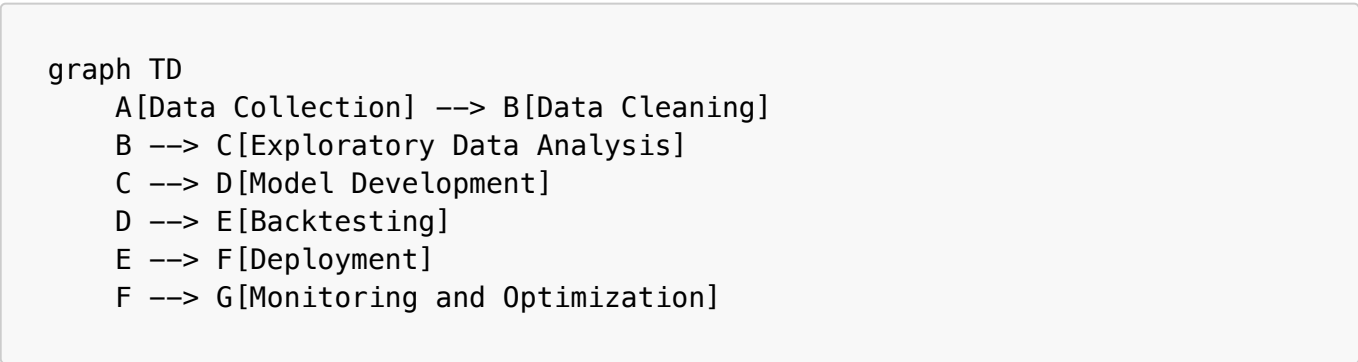 graph TD
    A[Data Collection] --> B[Data Cleaning]
    B --> C[Exploratory Data Analysis]
    C --> D[Model Development]
    D --> E[Backtesting]
    E --> F[Deployment]
    F --> G[Monitoring and Optimization]